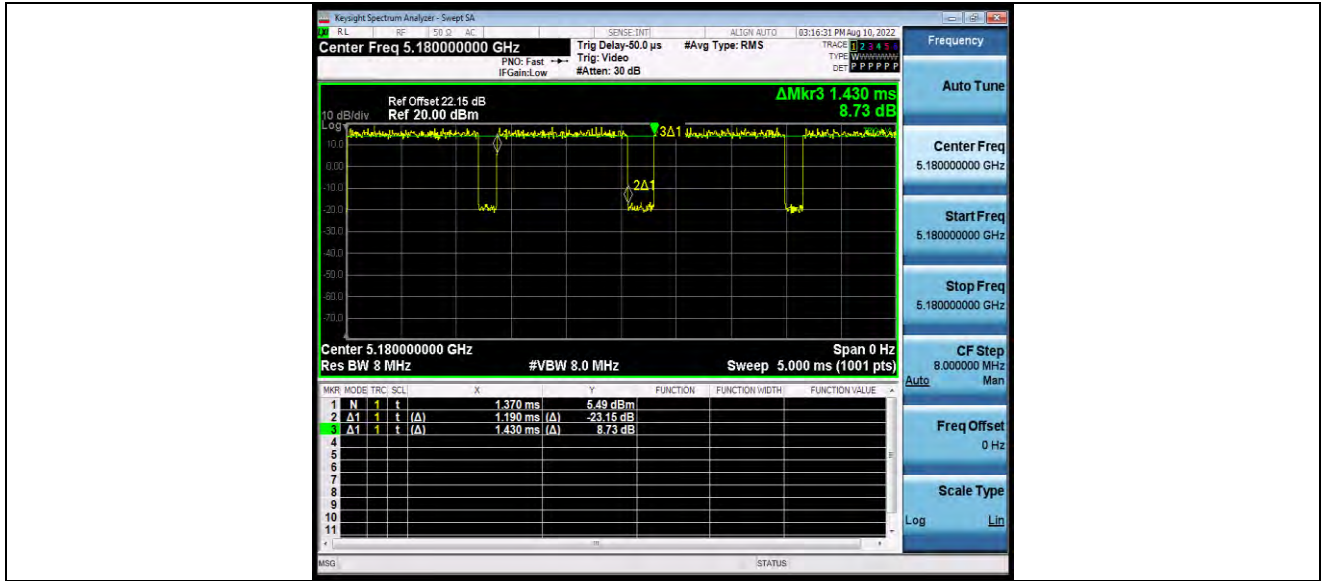 Keysight Spectrum Analyzer - Swept SA
RL RF 50 Ω AC SENSE:INT ALIGN AUTO 03:16:31 PM Aug 10, 2022
Center Freq 5.180000000 GHz
PNO: Fast
IFGain:Low
Trig Delay-50.0 µs
Trig: Video
#Atten: 30 dB
#Avg Type: RMS
TRACE 1 2 3 4 5 6
TYPE WWWWWW
DET P P P P P P
Ref Offset 22.15 dB
10 dB/div Ref 20.00 dBm
Log
ΔMkr3 1.430 ms
8.73 dB
3Δ1
10.0
0.00
-10.0
2Δ1
-20.0
-30.0
-40.0
-50.0
-60.0
-70.0
Center 5.180000000 GHz Span 0 Hz
Res BW 8 MHz #VBW 8.0 MHz Sweep 5.000 ms (1001 pts)
MKR MODE TRC SCL X Y FUNCTION FUNCTION WIDTH FUNCTION VALUE
1 N 1 t 1.370 ms 5.49 dBm
2 Δ1 1 t (Δ) 1.190 ms (Δ) -23.15 dB
3 Δ1 1 t (Δ) 1.430 ms (Δ) 8.73 dB
4
5
6
7
8
9
10
11
MSG STATUS
Frequency
Auto Tune
Center Freq
5.180000000 GHz
Start Freq
5.180000000 GHz
Stop Freq
5.180000000 GHz
CF Step
8.000000 MHz
Auto Man
Freq Offset
0 Hz
Scale Type
Log Lin